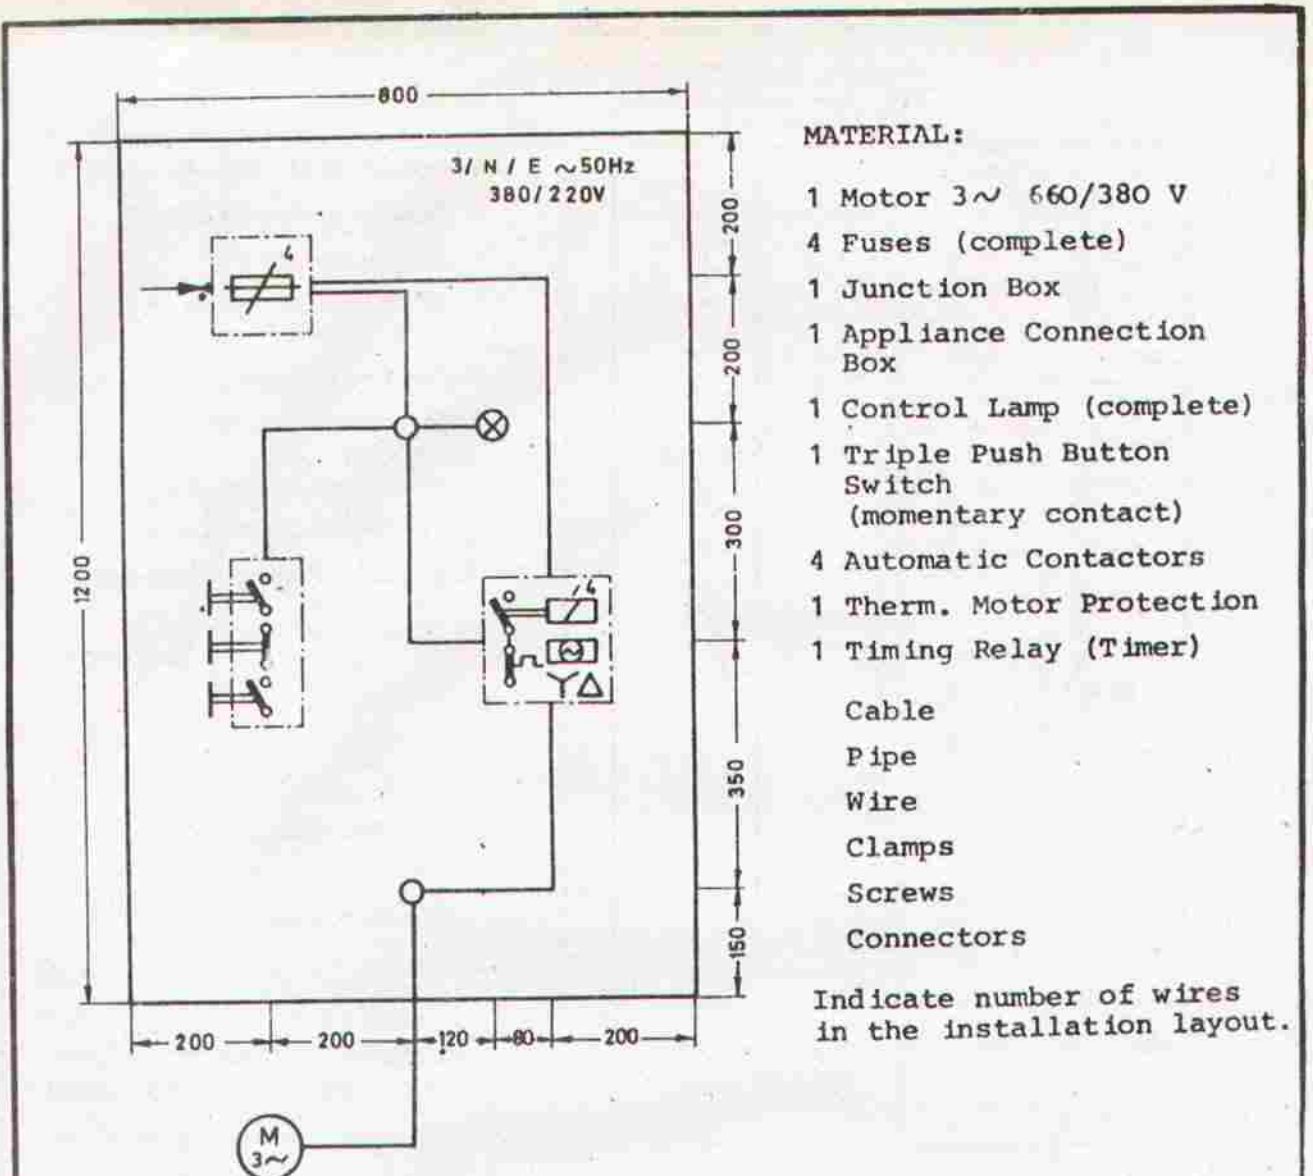 800
3/ N / E ~50Hz
380/220V
4
200
200
300
350
150
1200
4
200
200
120
80
200
M
3~
MATERIAL:
1 Motor 3~ 660/380 V
4 Fuses (complete)
1 Junction Box
1 Appliance Connection
Box
1 Control Lamp (complete)
1 Triple Push Button
Switch
(momentary contact)
4 Automatic Contactors
1 Therm. Motor Protection
1 Timing Relay (Timer)
Cable
Pipe
Wire
Clamps
Screws
Connectors
Indicate number of wires
in the installation layout.